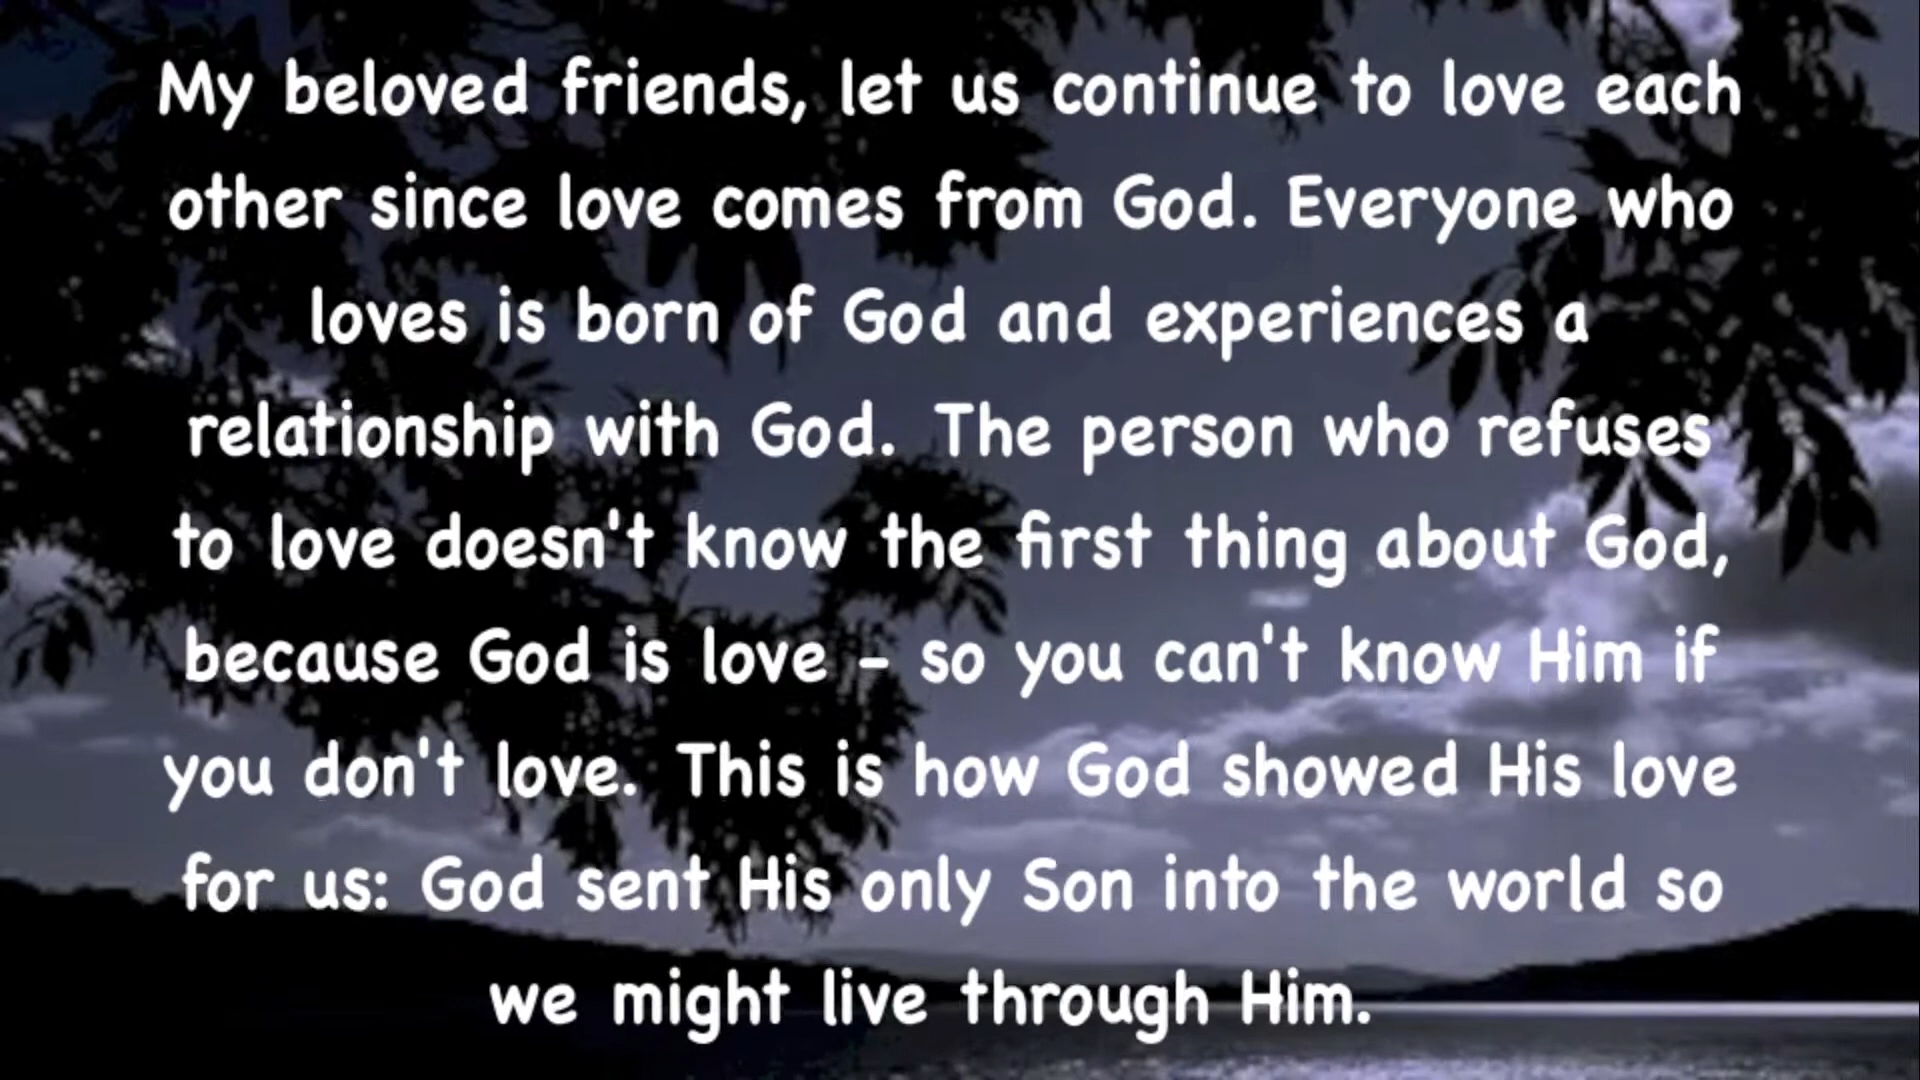 My beloved friends, let us continue to love each
other since love comes from God. Everyone who
loves is born of God and experiences a
relationship with God. The person who refuses
to love doesn't know the first thing about God,
because God is love - so you can't know Him if
you don't love. This is how God showed His love
for us: God sent His only Son into the world so
we might live through Him.